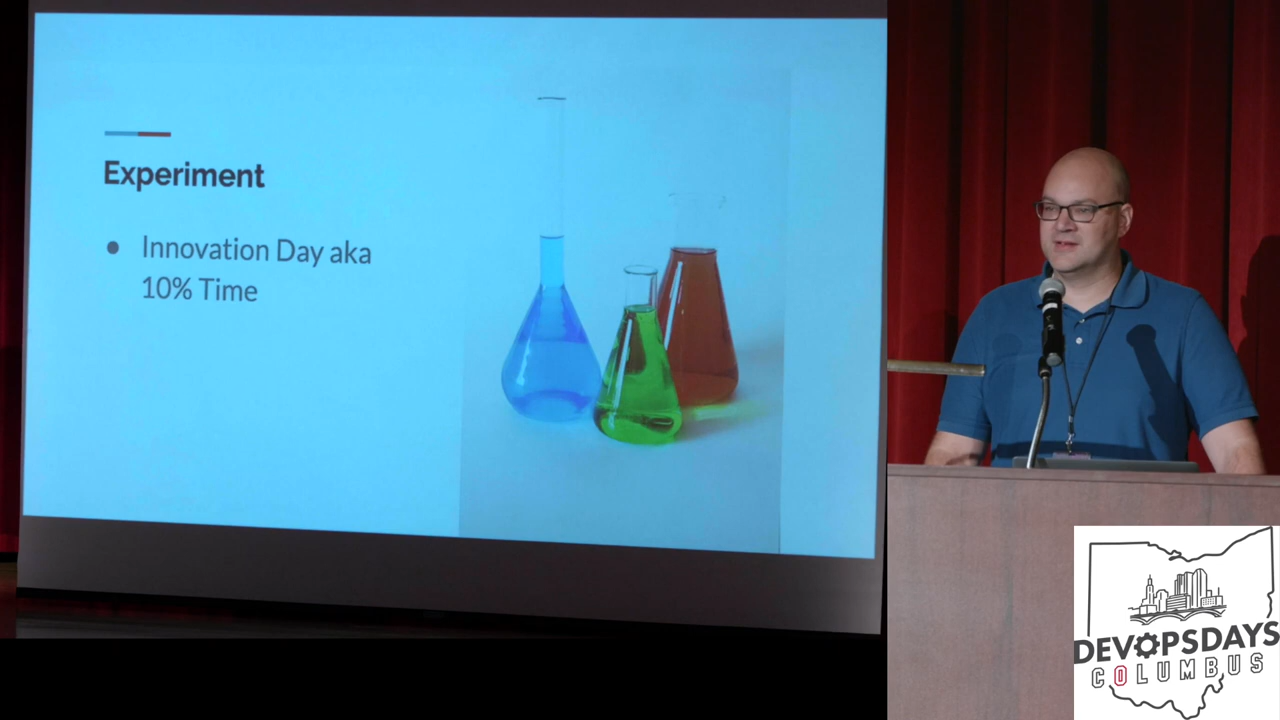 Experiment
● Innovation Day aka
10% Time
DEVOPSDAYS
COLUMBUS